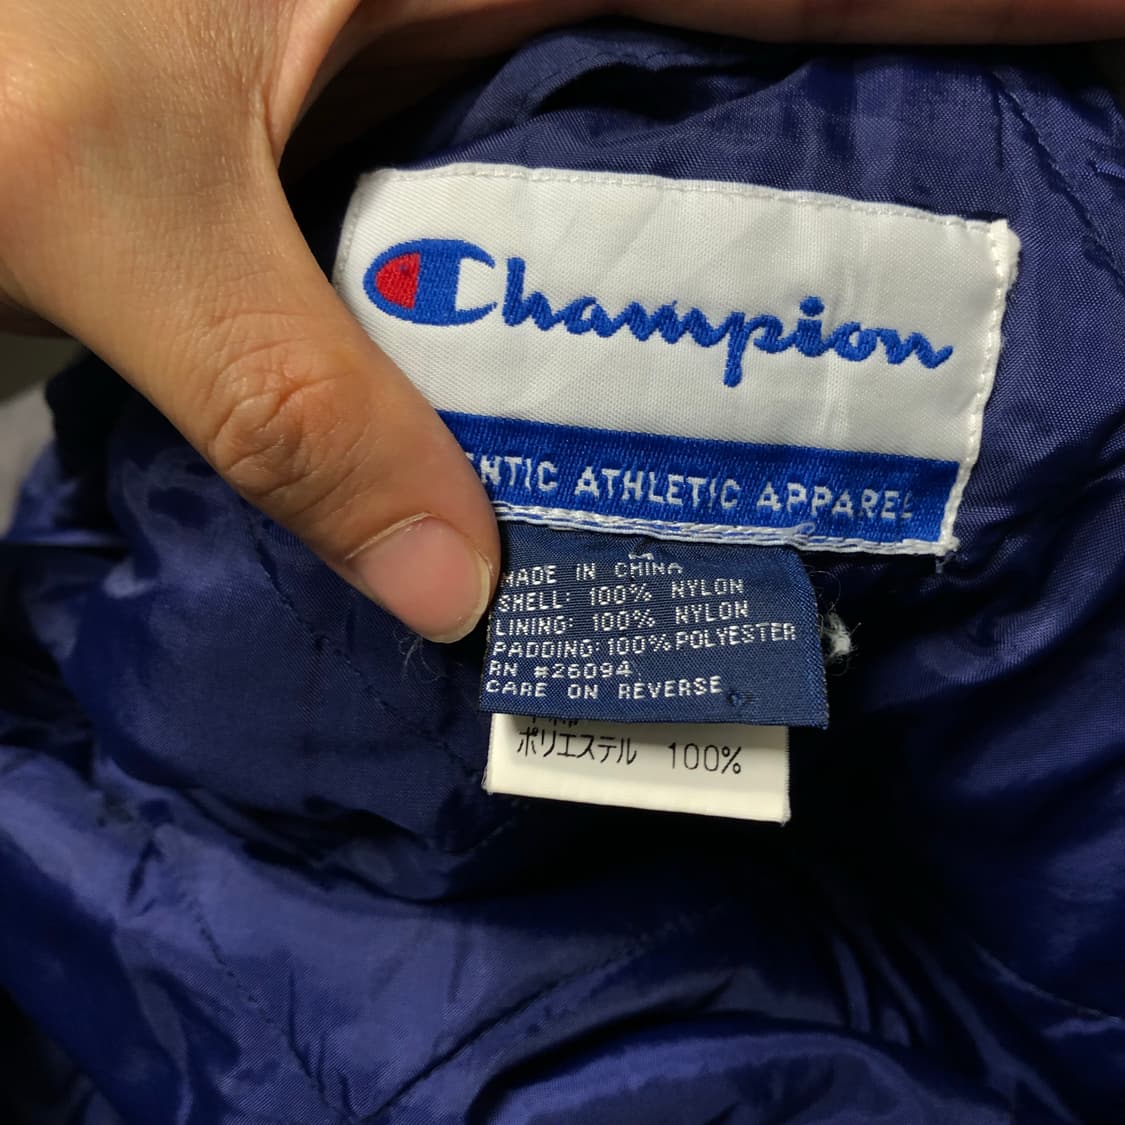 Champion
ENTIC ATHLETIC APPAREL
MADE IN CHINA
SHELL: 100% NYLON
LINING: 100% NYLON
PADDING: 100% POLYESTER
RN #26094
CARE ON REVERSE
ポリエステル 100%